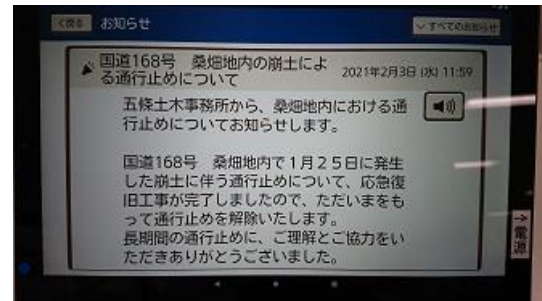 <戻る お知らせ ∨すべてのお知らせ
国道168号 桑畑地内の崩土によ
る通行止めについて
2021年2月3日 (水) 11:59
五條土木事務所から、桑畑地内における通
行止めについてお知らせします。
国道168号 桑畑地内で1月25日に発生
した崩土に伴う通行止めについて、応急復
旧工事が完了しましたので、ただいまをも
って通行止めを解除いたします。
長期間の通行止めに、ご理解とご協力をい
ただきありがとうございました。
↑電源